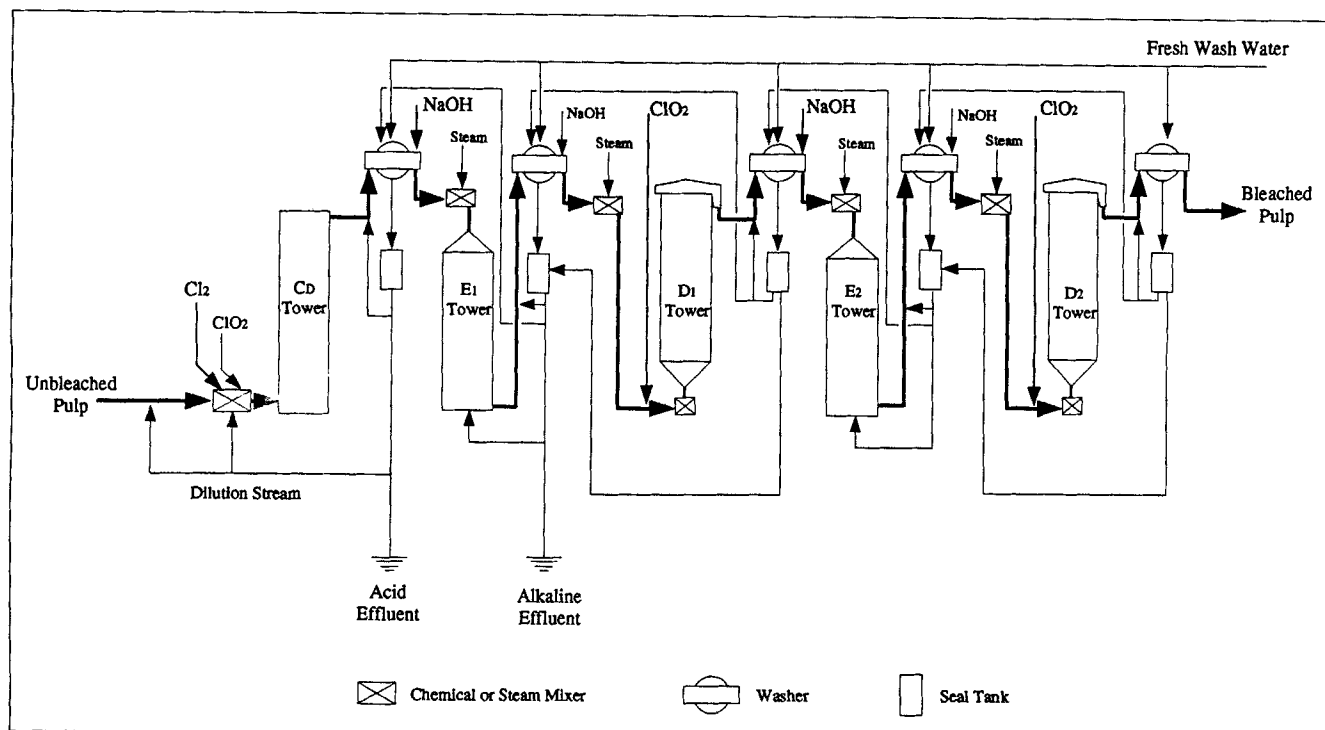 Fresh Wash Water
NaOH
NaOH
ClO2
NaOH
NaOH
ClO2
Steam
Steam
Steam
Steam
Bleached
Pulp
CD
Tower
E1
Tower
D1
Tower
E2
Tower
D2
Tower
Cl2
ClO2
Unbleached
Pulp
Dilution Stream
Acid
Effluent
Alkaline
Effluent
Chemical or Steam Mixer
Washer
Seal Tank